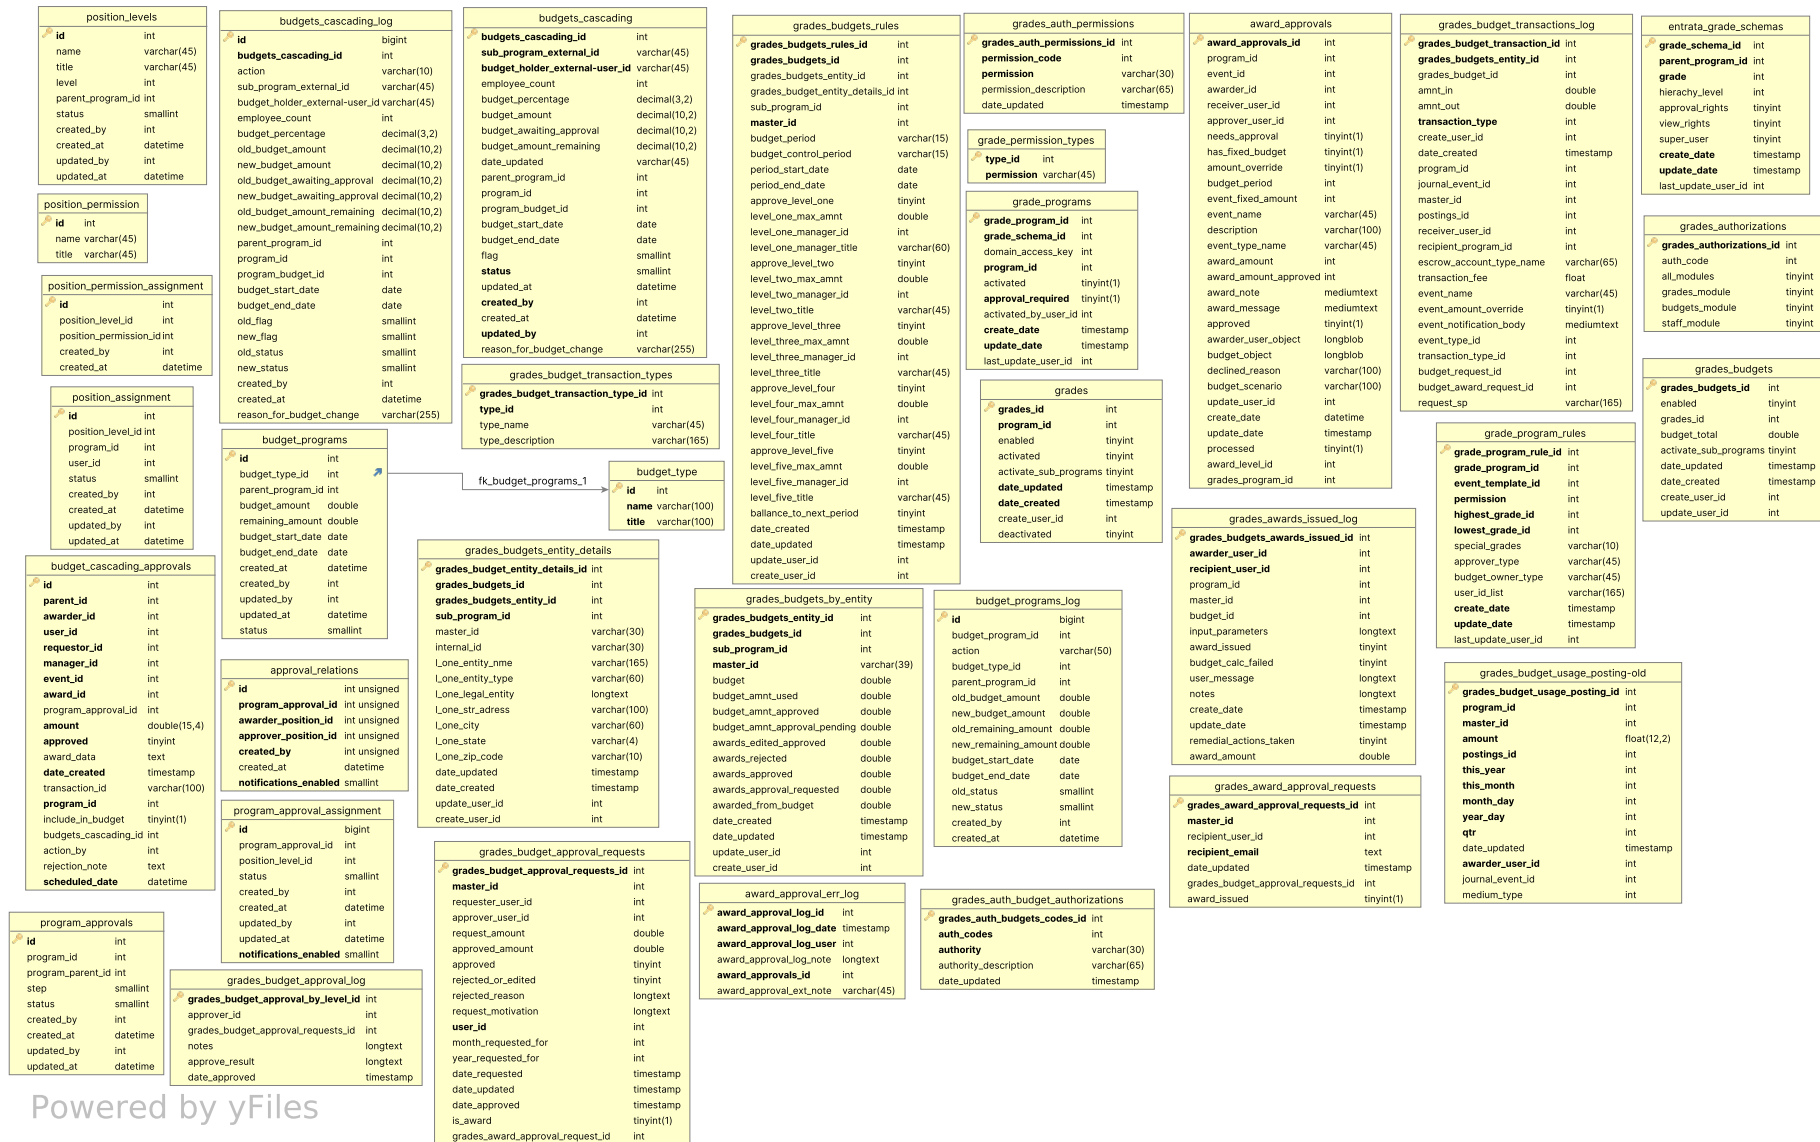 position_levels
id int
name varchar(45)
title varchar(45)
level int
parent_program_id int
status smallint
created_by int
created_at datetime
updated_by int
updated_at datetime
position_permission
id int
name varchar(45)
title varchar(45)
position_permission_assignment
id int
position_level_id int
position_permission_id int
created_by int
created_at datetime
position_assignment
id int
position_level_id int
program_id int
user_id int
status smallint
created_by int
created_at datetime
updated_by int
updated_at datetime
budget_cascading_approvals
id int
parent_id int
awarder_id int
user_id int
requestor_id int
manager_id int
event_id int
award_id int
program_approval_id int
amount double(15,4)
approved tinyint
award_data text
date_created timestamp
transaction_id varchar(100)
program_id int
include_in_budget tinyint(1)
budgets_cascading_id int
action_by int
rejection_note text
scheduled_date datetime
program_approvals
id int
program_id int
program_parent_id int
step smallint
status smallint
created_by int
created_at datetime
updated_by int
updated_at datetime
budgets_cascading_log
id bigint
budgets_cascading_id int
action varchar(10)
sub_program_external_id varchar(45)
budget_holder_external-user_id varchar(45)
employee_count int
budget_percentage decimal(3,2)
old_budget_amount decimal(10,2)
new_budget_amount decimal(10,2)
old_budget_awaiting_approval decimal(10,2)
new_budget_awaiting_approval decimal(10,2)
old_budget_amount_remaining decimal(10,2)
new_budget_amount_remaining decimal(10,2)
parent_program_id int
program_id int
program_budget_id int
budget_start_date date
budget_end_date date
old_flag smallint
new_flag smallint
old_status smallint
new_status smallint
created_by int
created_at datetime
reason_for_budget_change varchar(255)
budget_programs
id int
budget_type_id int
parent_program_id int
budget_amount double
remaining_amount double
budget_start_date date
budget_end_date date
created_at datetime
created_by int
updated_by int
updated_at datetime
status smallint
approval_relations
id int unsigned
program_approval_id int unsigned
awarder_position_id int unsigned
approver_position_id int unsigned
created_by int unsigned
created_at datetime
notifications_enabled smallint
program_approval_assignment
id bigint
program_approval_id int
position_level_id int
status smallint
created_by int
created_at datetime
updated_by int
updated_at datetime
notifications_enabled smallint
grades_budget_approval_log
grades_budget_approval_by_level_id int
approver_id int
grades_budget_approval_requests_id int
notes longtext
approve_result longtext
date_approved timestamp
budgets_cascading
budgets_cascading_id int
sub_program_external_id varchar(45)
budget_holder_external-user_id varchar(45)
employee_count int
budget_percentage decimal(3,2)
budget_amount decimal(10,2)
budget_awaiting_approval decimal(10,2)
budget_amount_remaining decimal(10,2)
date_updated varchar(45)
parent_program_id int
program_id int
program_budget_id int
budget_start_date date
budget_end_date date
flag smallint
status smallint
updated_at datetime
created_by int
created_at datetime
updated_by int
reason_for_budget_change varchar(255)
grades_budget_transaction_types
grades_budget_transaction_type_id int
type_id int
type_name varchar(45)
type_description varchar(165)
fk_budget_programs_1
budget_type
id int
name varchar(100)
title varchar(100)
grades_budgets_entity_details
grades_budget_entity_details_id int
grades_budgets_id int
grades_budgets_entity_id int
sub_program_id int
master_id varchar(30)
internal_id varchar(30)
l_one_entity_nme varchar(165)
l_one_entity_type varchar(60)
l_one_legal_entity longtext
l_one_str_adress varchar(100)
l_one_city varchar(60)
l_one_state varchar(4)
l_one_zip_code varchar(10)
date_updated timestamp
date_created timestamp
update_user_id int
create_user_id int
grades_budget_approval_requests
grades_budget_approval_requests_id int
master_id int
requester_user_id int
approver_user_id int
request_amount double
approved_amount double
approved tinyint
rejected_or_edited tinyint
rejected_reason longtext
request_motivation longtext
user_id int
month_requested_for int
year_requested_for int
date_requested timestamp
date_updated timestamp
date_approved timestamp
is_award tinyint(1)
grades_award_approval_request_id int
grades_budgets_rules
grades_budgets_rules_id int
grades_budgets_id int
grades_budgets_entity_id int
grades_budget_entity_details_id int
sub_program_id int
master_id int
budget_period varchar(15)
budget_control_period varchar(15)
period_start_date date
period_end_date date
approve_level_one tinyint
level_one_max_amnt double
level_one_manager_id int
level_one_manager_title varchar(60)
approve_level_two tinyint
level_two_max_amnt double
level_two_manager_id int
level_two_title varchar(45)
approve_level_three tinyint
level_three_max_amnt double
level_three_manager_id int
level_three_title varchar(45)
approve_level_four tinyint
level_four_max_amnt double
level_four_manager_id int
level_four_title varchar(45)
approve_level_five tinyint
level_five_max_amnt double
level_five_manager_id int
level_five_title varchar(45)
ballance_to_next_period tinyint
date_created timestamp
date_updated timestamp
update_user_id int
create_user_id int
grades_budgets_by_entity
grades_budgets_entity_id int
grades_budgets_id int
sub_program_id int
master_id varchar(39)
budget double
budget_amnt_used double
budget_amnt_approved double
budget_amnt_approval_pending double
awards_edited_approved double
awards_rejected double
awards_approved double
awards_approval_requested double
awarded_from_budget double
date_created timestamp
date_updated timestamp
update_user_id int
create_user_id int
award_approval_err_log
award_approval_log_id int
award_approval_log_date timestamp
award_approval_log_user int
award_approval_log_note longtext
award_approvals_id int
award_approval_ext_note varchar(45)
grades_auth_permissions
grades_auth_permissions_id int
permission_code int
permission varchar(30)
permission_description varchar(65)
date_updated timestamp
grade_permission_types
type_id int
permission varchar(45)
grade_programs
grade_program_id int
grade_schema_id int
domain_access_key int
program_id int
activated tinyint(1)
approval_required tinyint(1)
activated_by_user_id int
create_date timestamp
update_date timestamp
last_update_user_id int
grades
grades_id int
program_id int
enabled tinyint
activated tinyint
activate_sub_programs tinyint
date_updated timestamp
date_created timestamp
create_user_id int
deactivated tinyint
budget_programs_log
id bigint
budget_program_id int
action varchar(50)
budget_type_id int
parent_program_id int
old_budget_amount double
new_budget_amount double
old_remaining_amount double
new_remaining_amount double
budget_start_date date
budget_end_date date
old_status smallint
new_status smallint
created_by int
created_at datetime
grades_auth_budget_authorizations
grades_auth_budgets_codes_id int
auth_codes int
authority varchar(30)
authority_description varchar(65)
date_updated timestamp
award_approvals
award_approvals_id int
program_id int
event_id int
awarder_id int
receiver_user_id int
approver_user_id int
needs_approval tinyint(1)
has_fixed_budget tinyint(1)
amount_override tinyint(1)
budget_period int
event_fixed_amount int
event_name varchar(45)
description varchar(100)
event_type_name varchar(45)
award_amount int
award_amount_approved int
award_note mediumtext
award_message mediumtext
approved tinyint(1)
awarder_user_object longblob
budget_object longblob
declined_reason varchar(100)
budget_scenario varchar(100)
update_user_id int
create_date datetime
update_date timestamp
processed tinyint(1)
award_level_id int
grades_program_id int
grades_awards_issued_log
grades_budgets_awards_issued_id int
awarder_user_id int
recipient_user_id int
program_id int
master_id int
budget_id int
input_parameters longtext
award_issued tinyint
budget_calc_failed tinyint
user_message longtext
notes longtext
create_date timestamp
update_date timestamp
remedial_actions_taken tinyint
award_amount double
grades_award_approval_requests
grades_award_approval_requests_id int
master_id int
recipient_user_id int
recipient_email text
date_updated timestamp
grades_budget_approval_requests_id int
award_issued tinyint(1)
grades_budget_transactions_log
grades_budget_transaction_id int
grades_budgets_entity_id int
grades_budget_id int
amnt_in double
amnt_out double
transaction_type int
create_user_id int
date_created timestamp
program_id int
journal_event_id int
master_id int
postings_id int
receiver_user_id int
recipient_program_id int
escrow_account_type_name varchar(65)
transaction_fee float
event_name varchar(45)
event_amount_override tinyint(1)
event_notification_body mediumtext
event_type_id int
transaction_type_id int
budget_request_id int
budget_award_request_id int
request_sp varchar(165)
grade_program_rules
grade_program_rule_id int
grade_program_id int
event_template_id int
permission int
highest_grade_id int
lowest_grade_id int
special_grades varchar(10)
approver_type varchar(45)
budget_owner_type varchar(45)
user_id_list varchar(165)
create_date timestamp
update_date timestamp
last_update_user_id int
grades_budget_usage_posting-old
grades_budget_usage_posting_id int
program_id int
master_id int
amount float(12,2)
postings_id int
this_year int
this_month int
month_day int
year_day int
qtr int
date_updated timestamp
awarder_user_id int
journal_event_id int
medium_type int
entrata_grade_schemas
grade_schema_id int
parent_program_id int
grade int
hierachy_level int
approval_rights tinyint
view_rights tinyint
super_user tinyint
create_date timestamp
update_date timestamp
last_update_user_id int
grades_authorizations
grades_authorizations_id int
auth_code int
all_modules tinyint
grades_module tinyint
budgets_module tinyint
staff_module tinyint
grades_budgets
grades_budgets_id int
enabled tinyint
grades_id int
budget_total double
activate_sub_programs tinyint
date_updated timestamp
date_created timestamp
create_user_id int
update_user_id int
Powered by yFiles